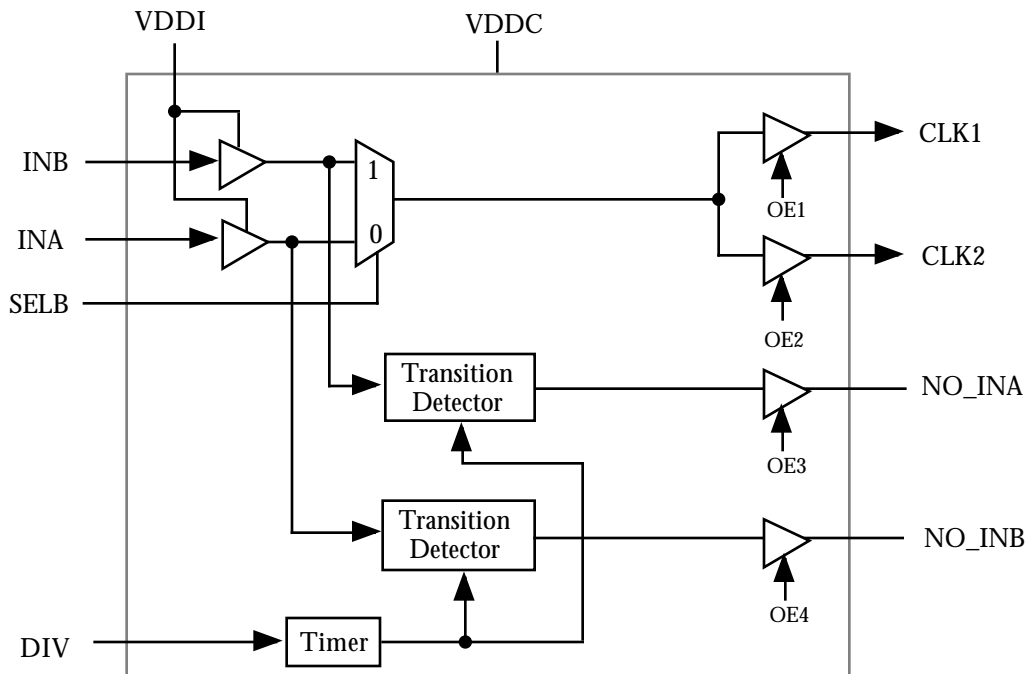 VDDI
VDDC
INB
1
CLK1
OE1
INA
0
CLK2
SELB
OE2
Transition
Detector
NO_INA
OE3
Transition
Detector
NO_INB
OE4
DIV
Timer